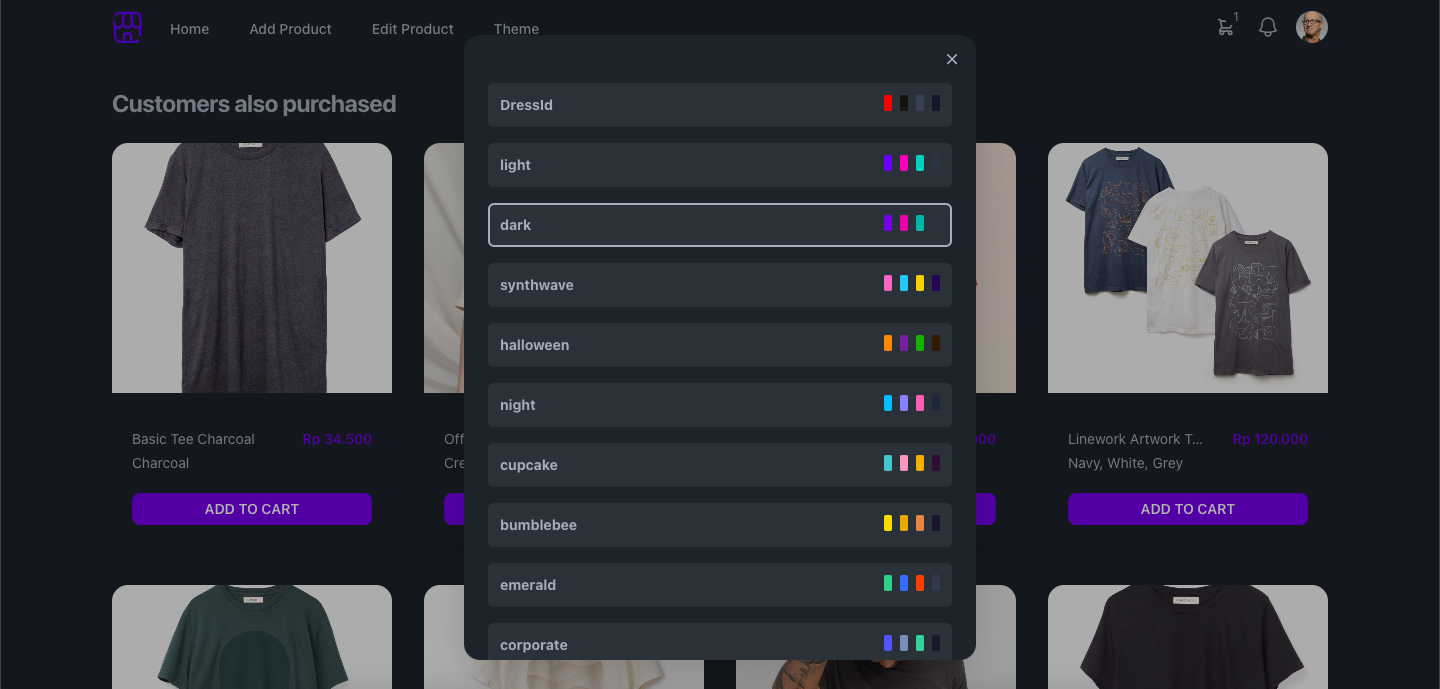 Home Add Product Edit Product Theme 1
Customers also purchased
DressId
light
dark
synthwave
halloween
night
cupcake
bumblebee
emerald
corporate
Basic Tee Charcoal Rp 34.500
Charcoal
ADD TO CART
Off
Cre
000
Linework Artwork T... Rp 120.000
Navy, White, Grey
ADD TO CART